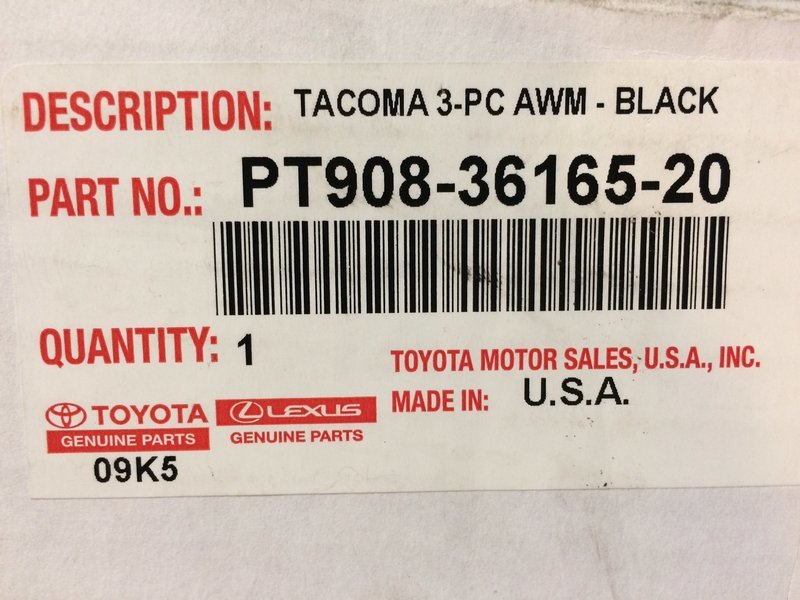 DESCRIPTION: TACOMA 3-PC AWM - BLACK
PART NO.: PT908-36165-20
QUANTITY: 1
TOYOTA MOTOR SALES, U.S.A., INC.
MADE IN: U.S.A.
TOYOTA LEXUS
GENUINE PARTS GENUINE PARTS
09K5